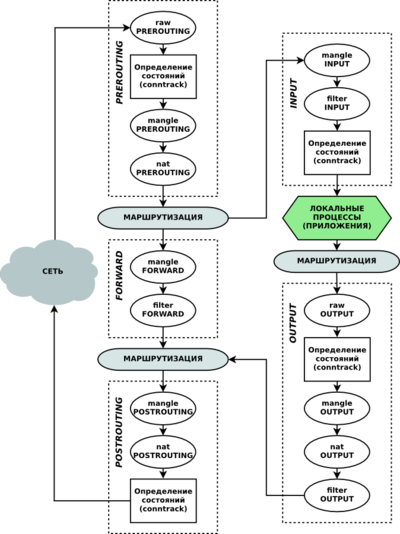 СЕТЬ
PREROUTING
raw
PREROUTING
Определение
состояний
(conntrack)
mangle
PREROUTING
nat
PREROUTING
МАРШРУТИЗАЦИЯ
FORWARD
mangle
FORWARD
filter
FORWARD
МАРШРУТИЗАЦИЯ
POSTROUTING
mangle
POSTROUTING
nat
POSTROUTING
Определение
состояний
(conntrack)
INPUT
mangle
INPUT
filter
INPUT
Определение
состояний
(conntrack)
ЛОКАЛЬНЫЕ
ПРОЦЕССЫ
(ПРИЛОЖЕНИЯ)
МАРШРУТИЗАЦИЯ
OUTPUT
raw
OUTPUT
Определение
состояний
(conntrack)
mangle
OUTPUT
nat
OUTPUT
filter
OUTPUT